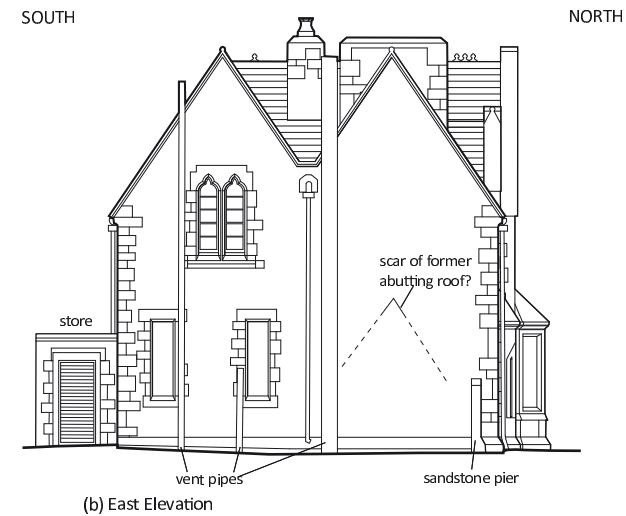 SOUTH
NORTH
scar of former
abutting roof?
store
vent pipes
sandstone pier
(b) East Elevation